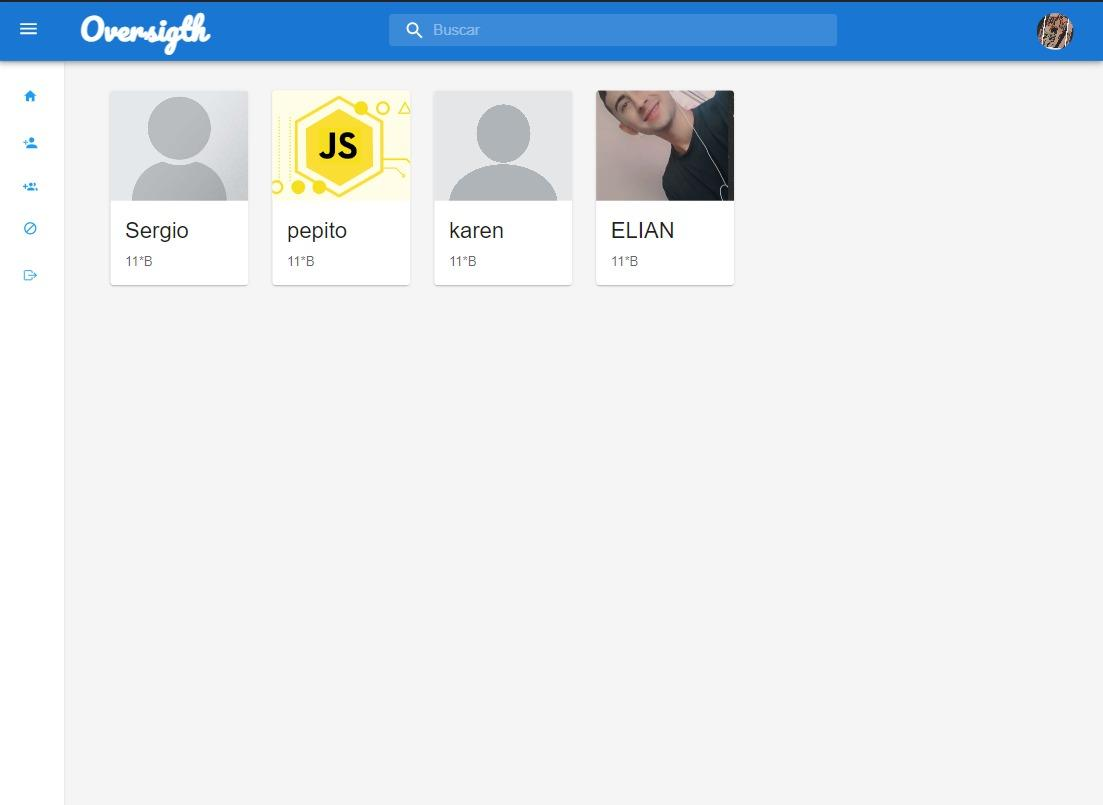 Oversigth
Buscar
JS
Sergio
11*B
pepito
11*B
karen
11*B
ELIAN
11*B